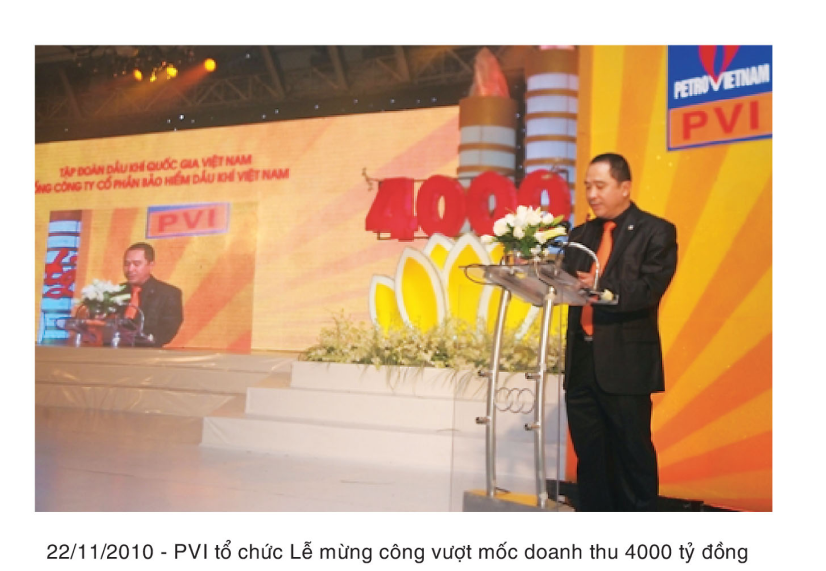 PETROVIETNAM
PVI
TẬP ĐOÀN DẦU KHÍ QUỐC GIA VIỆT NAM
CÔNG TY CỔ PHẦN BẢO HIỂM DẦU KHÍ VIỆT NAM
4000
PVI
22/11/2010 - PVI tổ chức Lễ mừng công vượt mốc doanh thu 4000 tỷ đồng